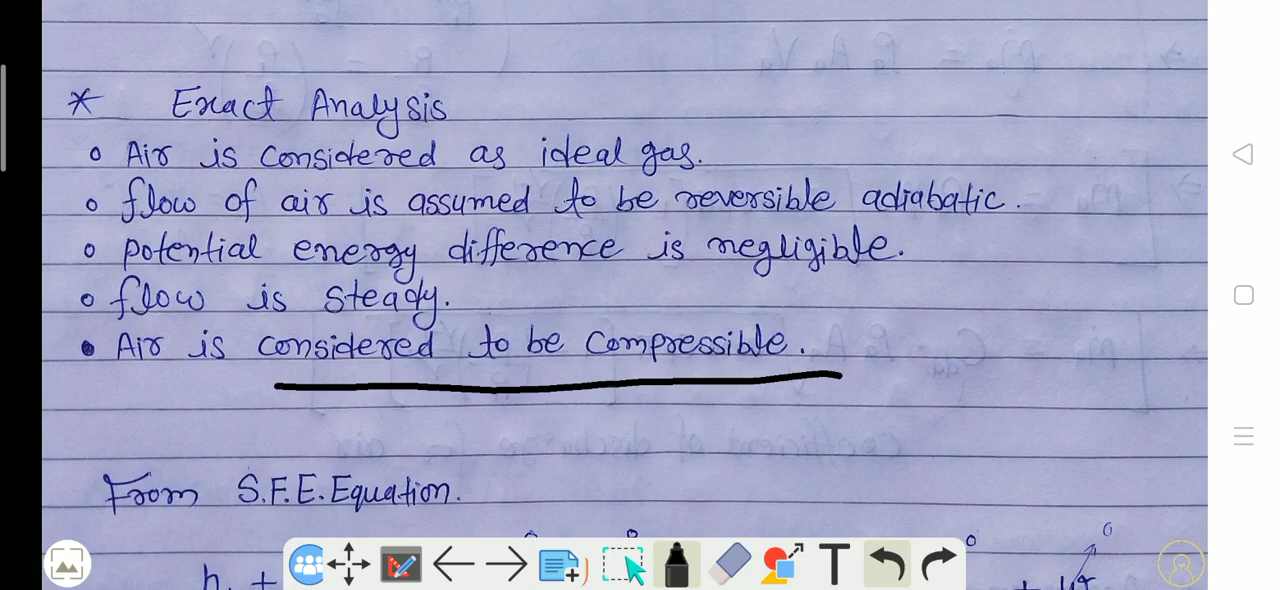 * Exact Analysis
o Air is considered as ideal gas.
o flow of air is assumed to be reversible adiabatic.
o potential energy difference is negligible.
o flow is steady.
• Air is considered to be compressible.
From S.F.E. Equation.
h +
T